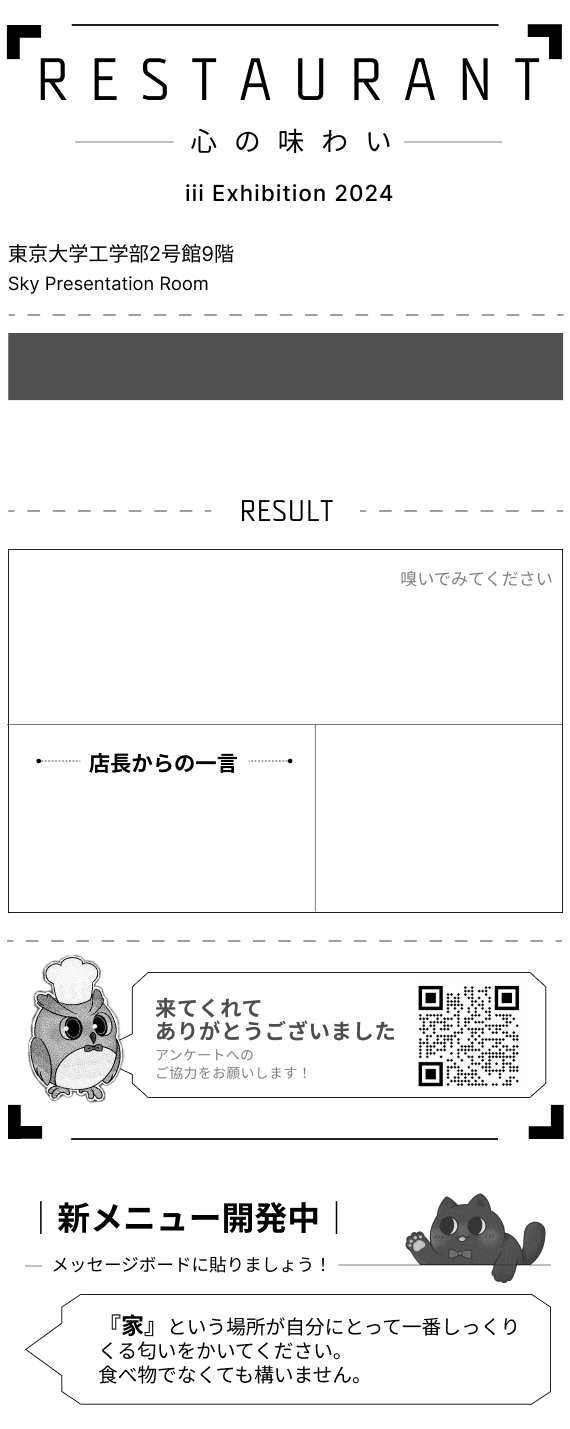 RESTAURANT
心の味わい
iii Exhibition 2024
東京大学工学部2号館9階
Sky Presentation Room
RESULT
嗅いでみてください
店長からの一言
来てくれて
ありがとうございました
アンケートへの
ご協力をお願いします！
新メニュー開発中
メッセージボードに貼りましょう！
『家』という場所が自分にとって一番しっくり
くる匂いをかいてください。
食べ物でなくても構いません。